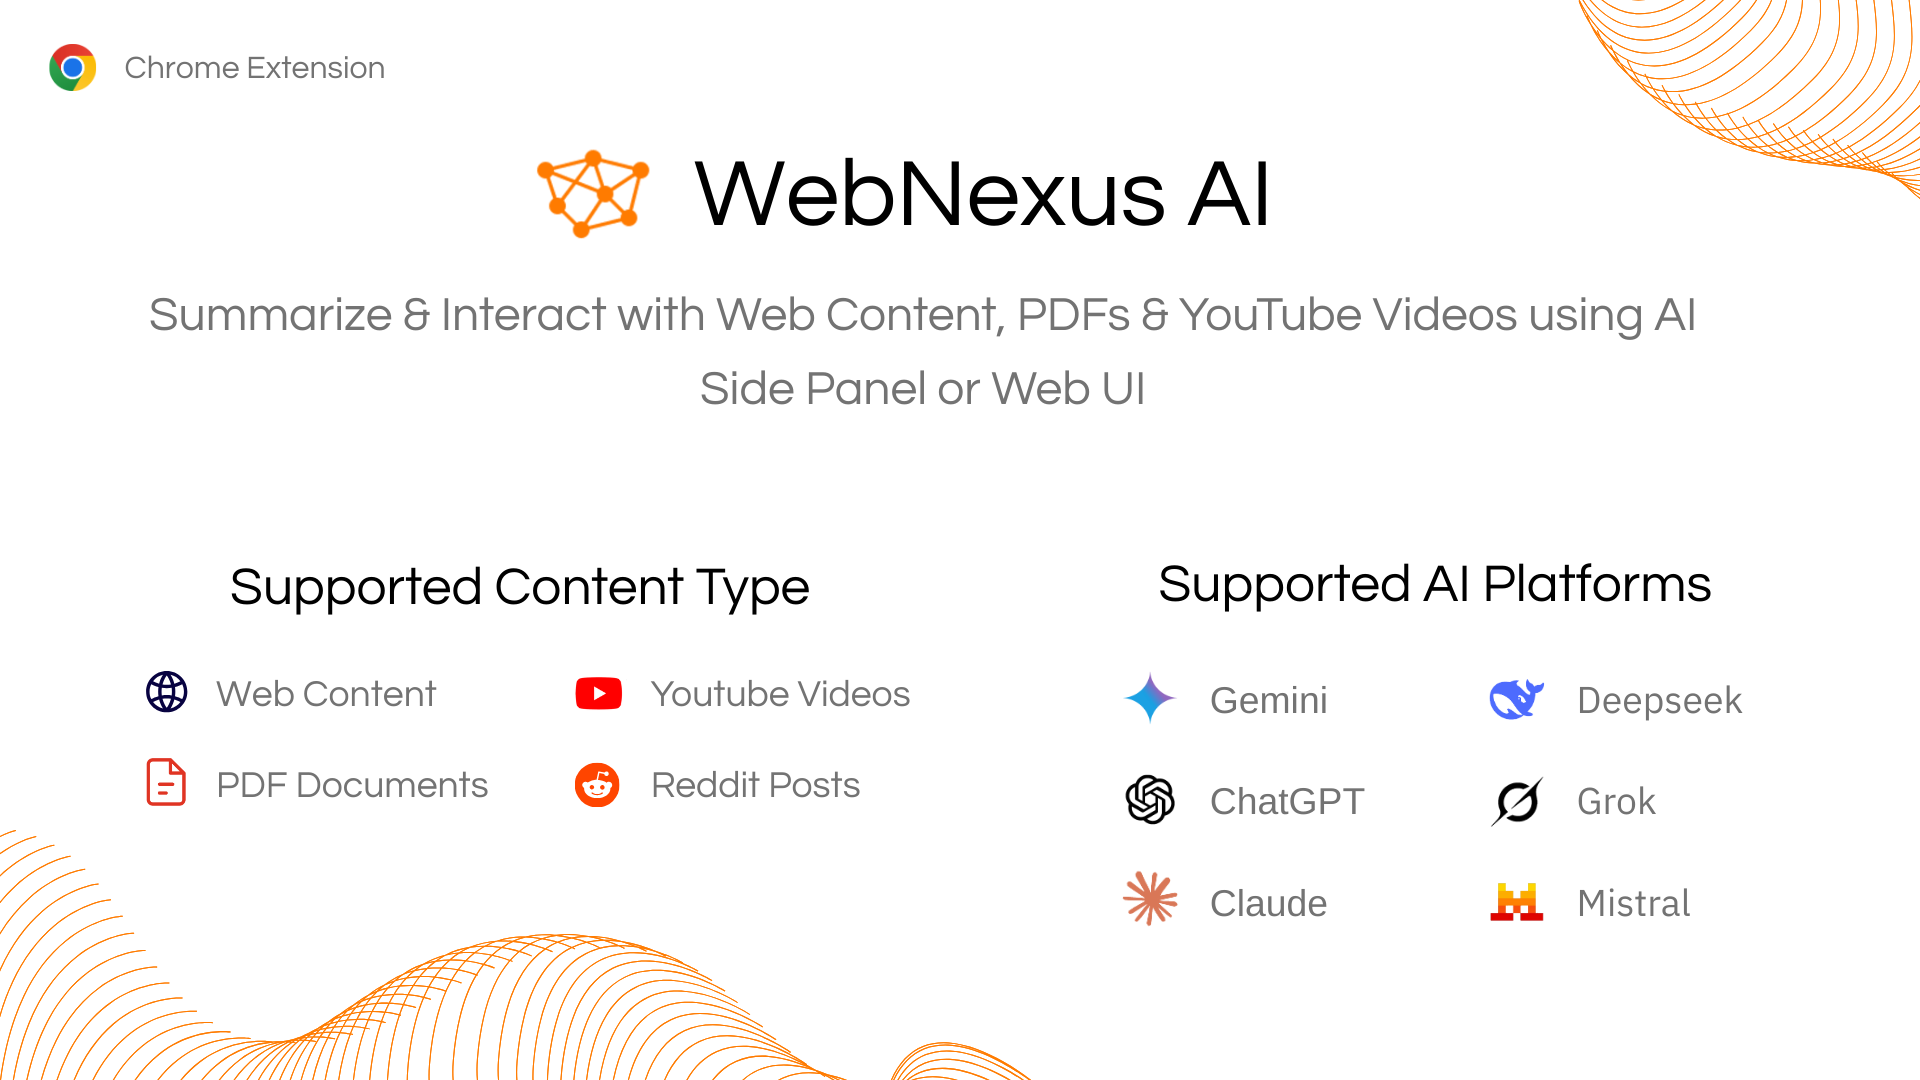 Chrome Extension
WebNexus AI
Summarize & Interact with Web Content, PDFs & YouTube Videos using AI
Side Panel or Web UI
Supported Content Type
Web Content
Youtube Videos
PDF Documents
Reddit Posts
Supported AI Platforms
Gemini
Deepseek
ChatGPT
Grok
Claude
Mistral